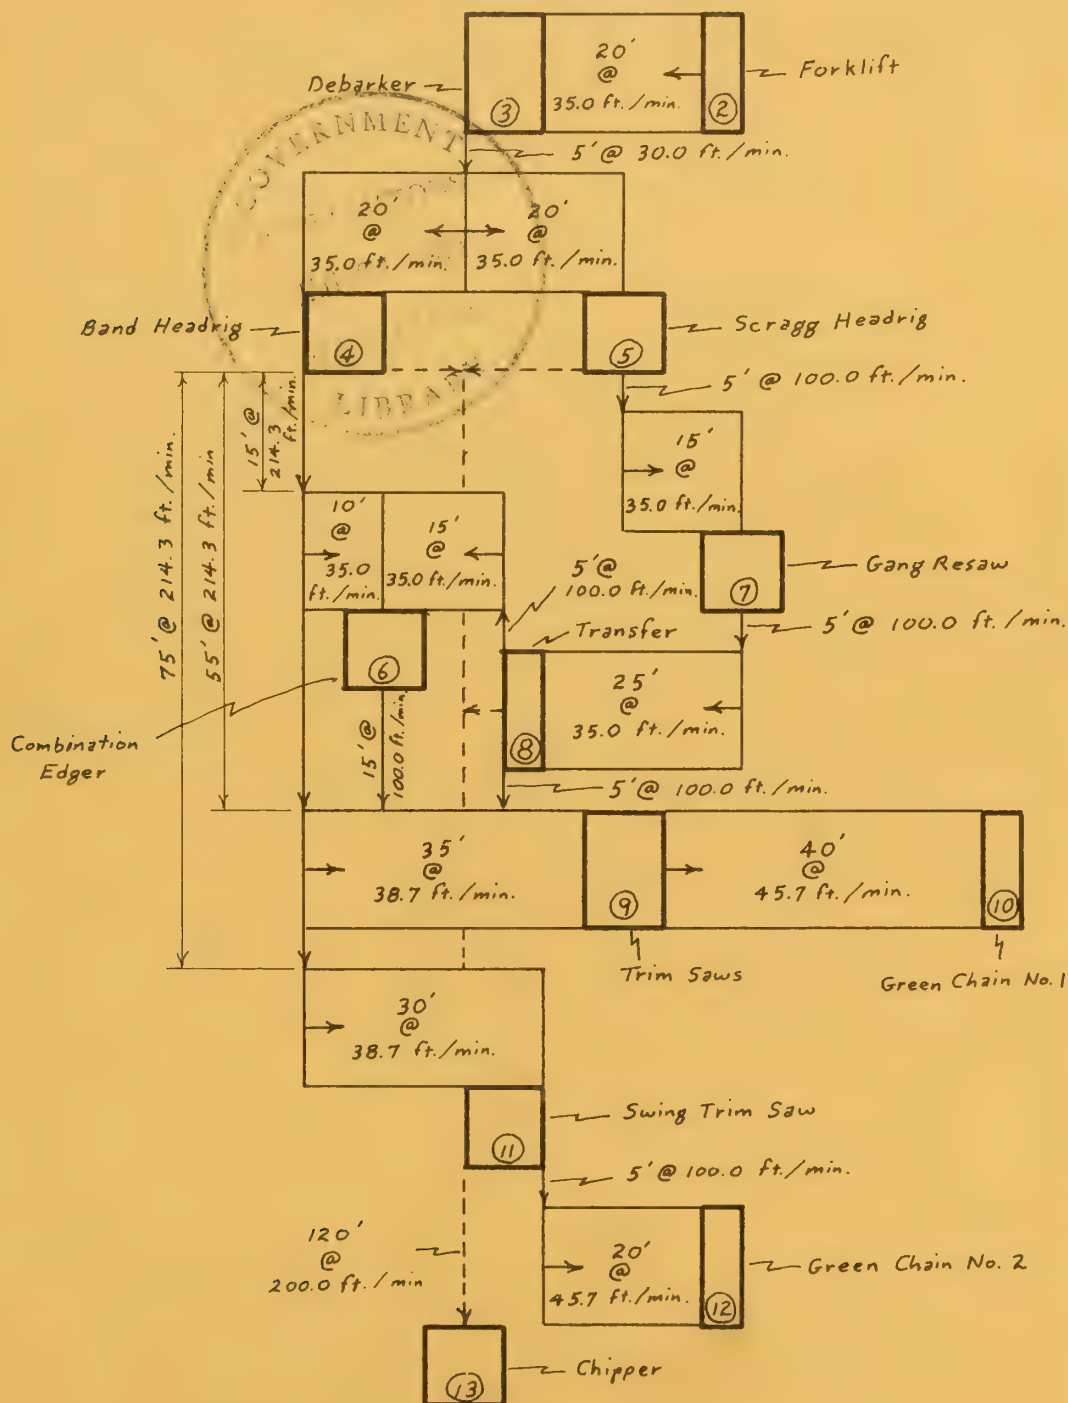 20'
@
35.0 ft./min.
Forklift
Debarker
3
2
5' @ 30.0 ft./min.
GOVERNMENT
20'
@
35.0 ft./min.
20'
@
35.0 ft./min.
Band Headrig
4
5
Scragg Headrig
LIBRARY
5' @ 100.0 ft./min.
15' @
214.3
ft./min.
75' @ 214.3 ft./min.
55' @ 214.3 ft./min
15'
@
35.0 ft./min.
10'
@
35.0
ft./min.
15'
@
35.0 ft./min.
5' @
100.0 ft./min.
7
Gang Resaw
Transfer
5' @ 100.0 ft./min.
6
25'
@
35.0 ft./min.
8
15' @
100.0 ft./min.
Combination
Edger
5' @ 100.0 ft./min.
35'
@
38.7 ft./min.
9
40'
@
45.7 ft./min.
10
Trim Saws
Green Chain No. 1
30'
@
38.7 ft./min.
Swing Trim Saw
11
5' @ 100.0 ft./min.
120'
@
200.0 ft./min
20'
@
45.7 ft./min.
12
Green Chain No. 2
Chipper
13